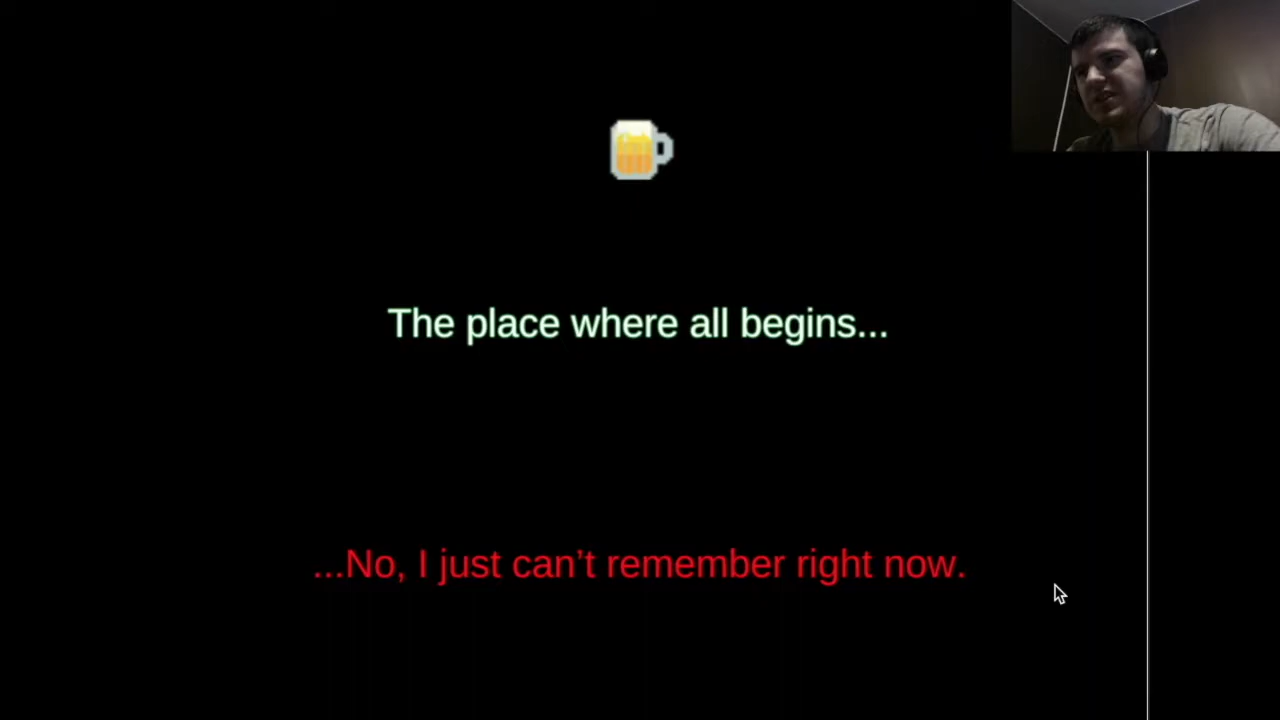 The place where all begins...
...No, I just can’t remember right now.